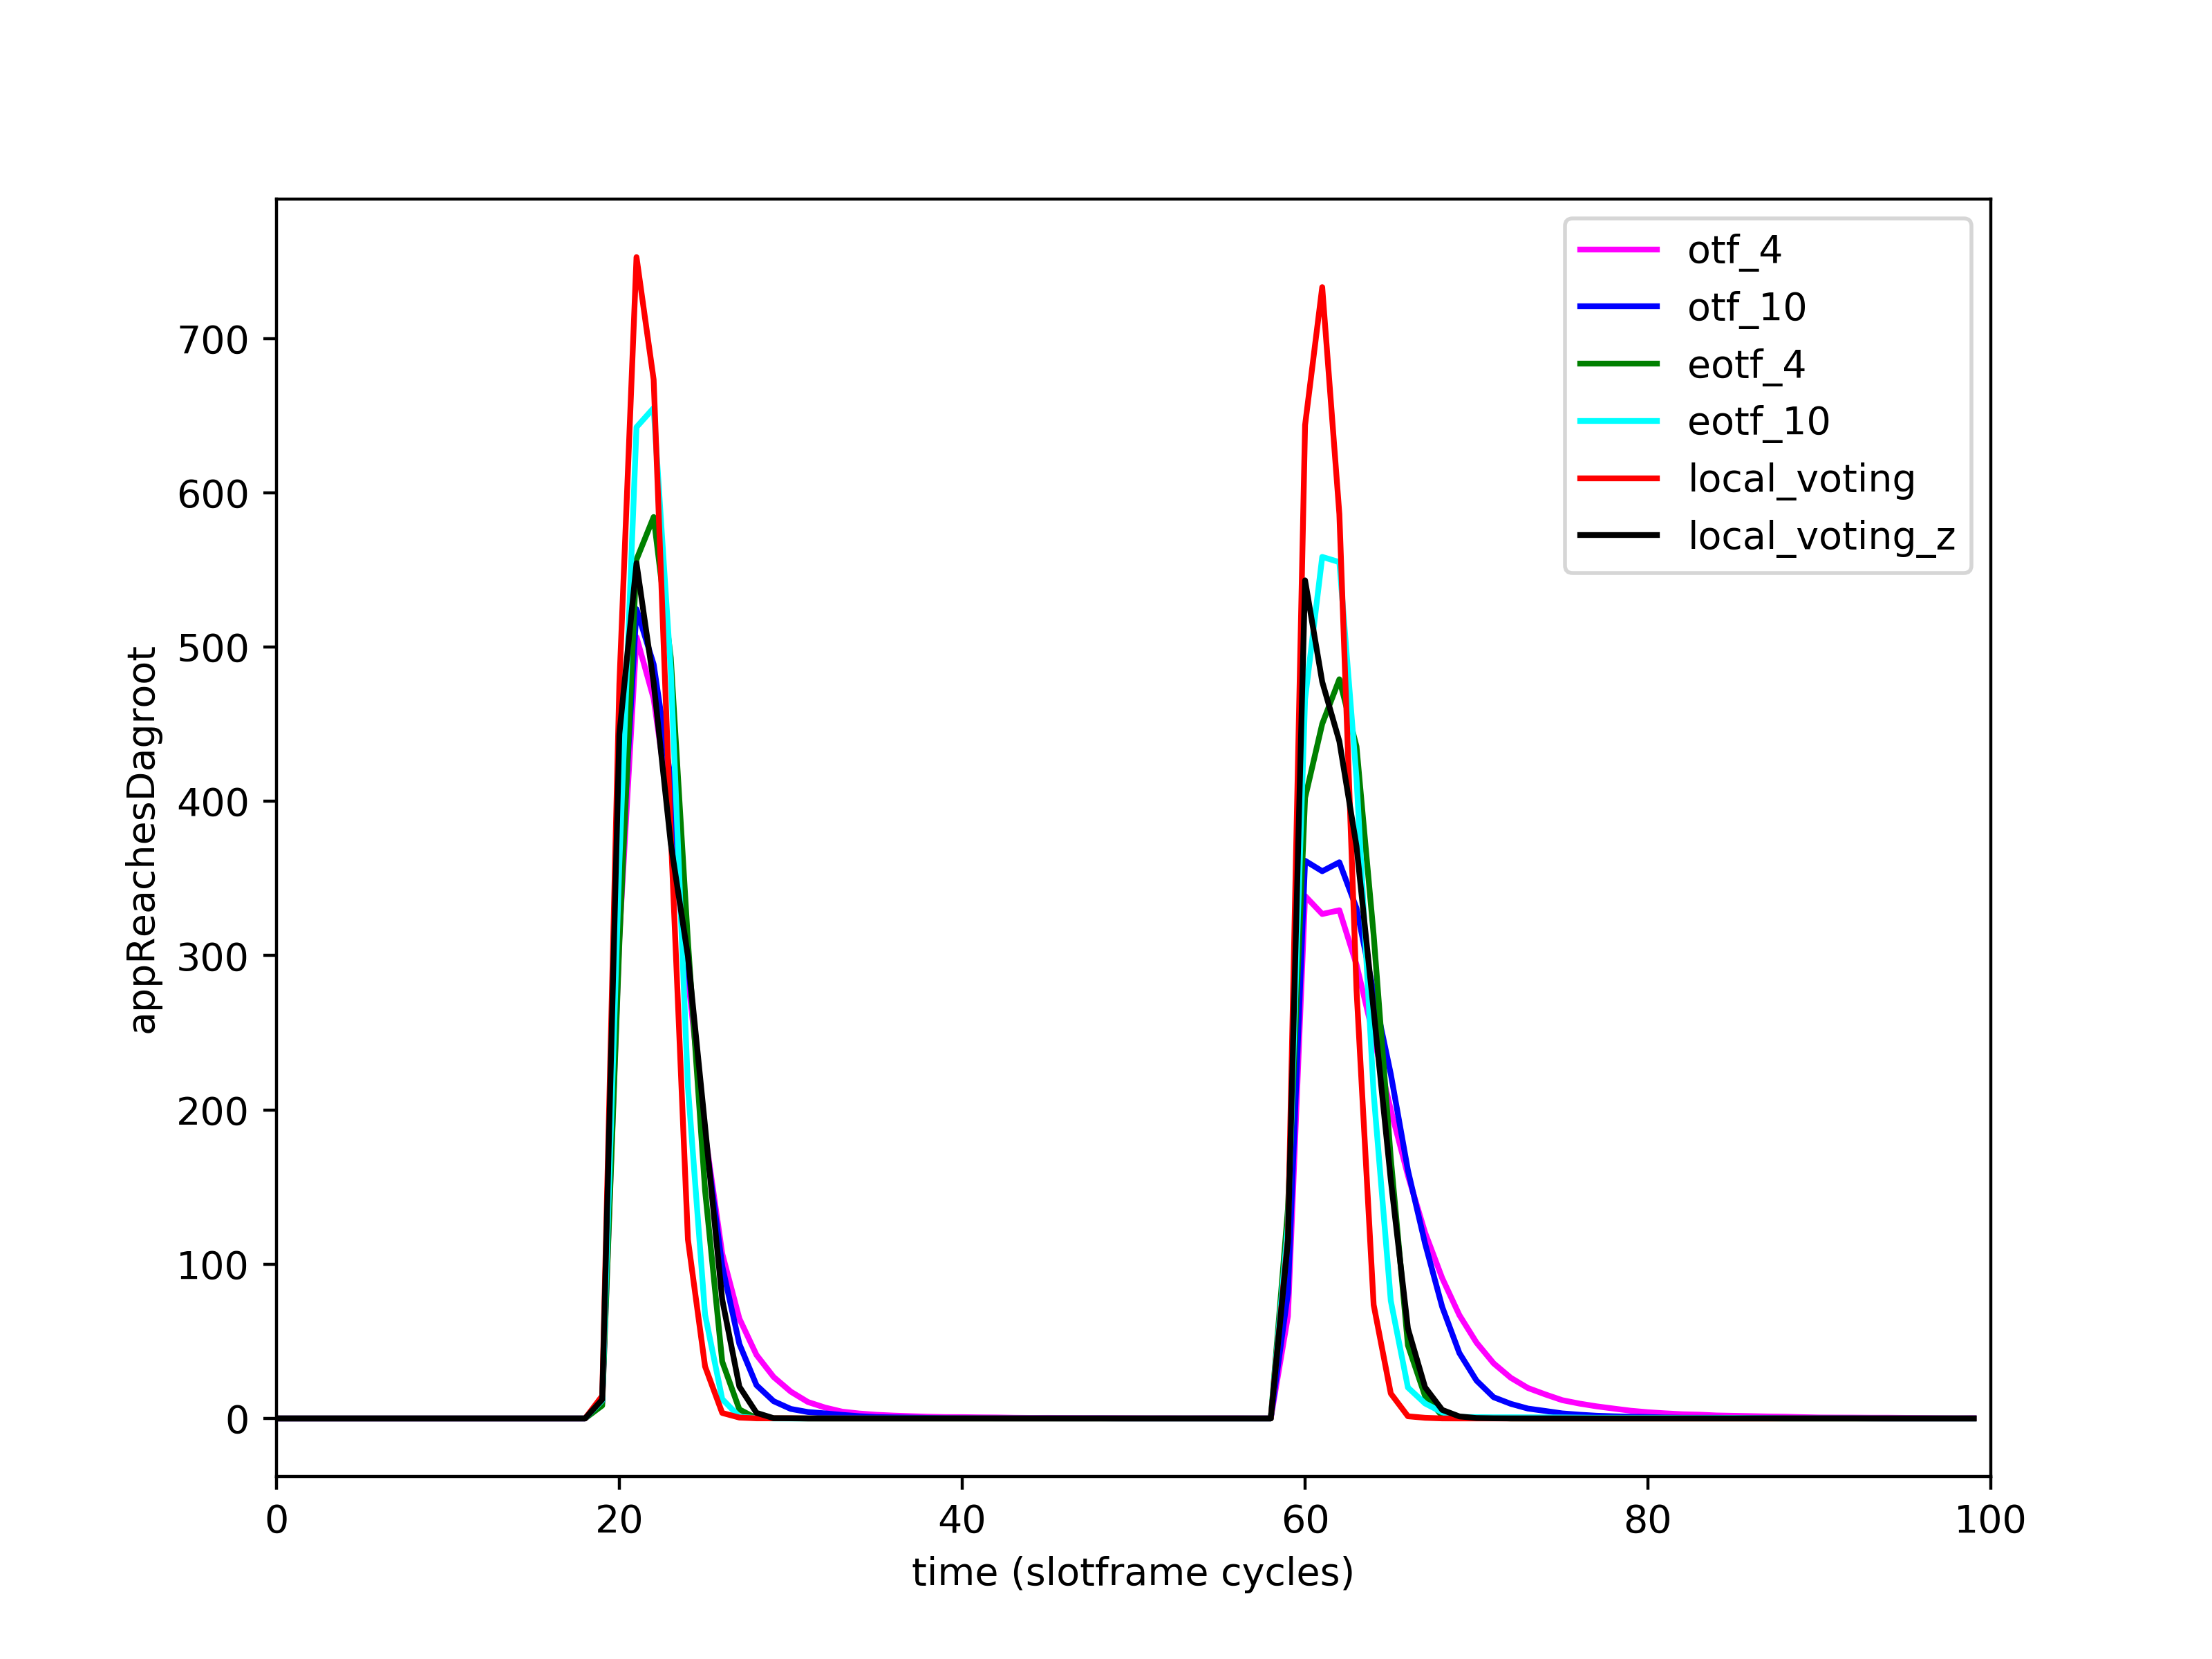 otf_4
otf_10
eotf_4
eotf_10
local_voting
local_voting_z
700
600
500
400
300
200
100
0
appReachesDagroot
0 20 40 60 80 100
time (slotframe cycles)